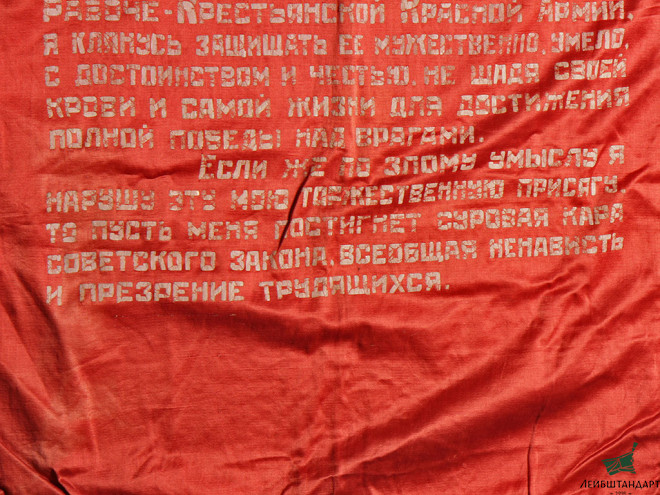 Рабоче-Крестьянской Красной Армии,
я клянусь защищать ее мужественно, умело,
с достоинством и честью, не щадя своей
крови и самой жизни для достижения
полной победы над врагами.
Если же по злому умыслу я
нарушу эту мою торжественную присягу,
то пусть меня постигнет суровая кара
советского закона, всеобщая ненависть
и презрение трудящихся.
Лейбштандарт